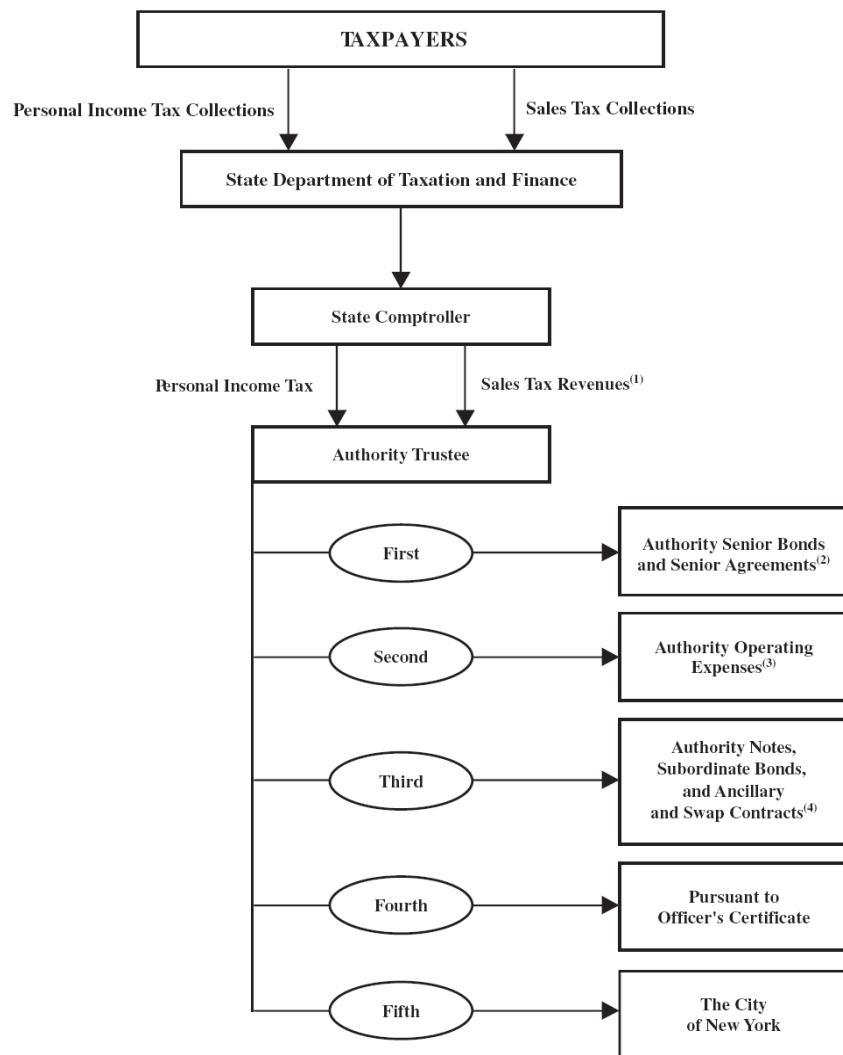 TAXPAYERS
Personal Income Tax Collections
Sales Tax Collections
State Department of Taxation and Finance
State Comptroller
Personal Income Tax
Sales Tax Revenues(1)
Authority Trustee
First
Authority Senior Bonds
and Senior Agreements(2)
Second
Authority Operating
Expenses(3)
Third
Authority Notes,
Subordinate Bonds,
and Ancillary
and Swap Contracts(4)
Fourth
Pursuant to
Officer's Certificate
Fifth
The City
of New York